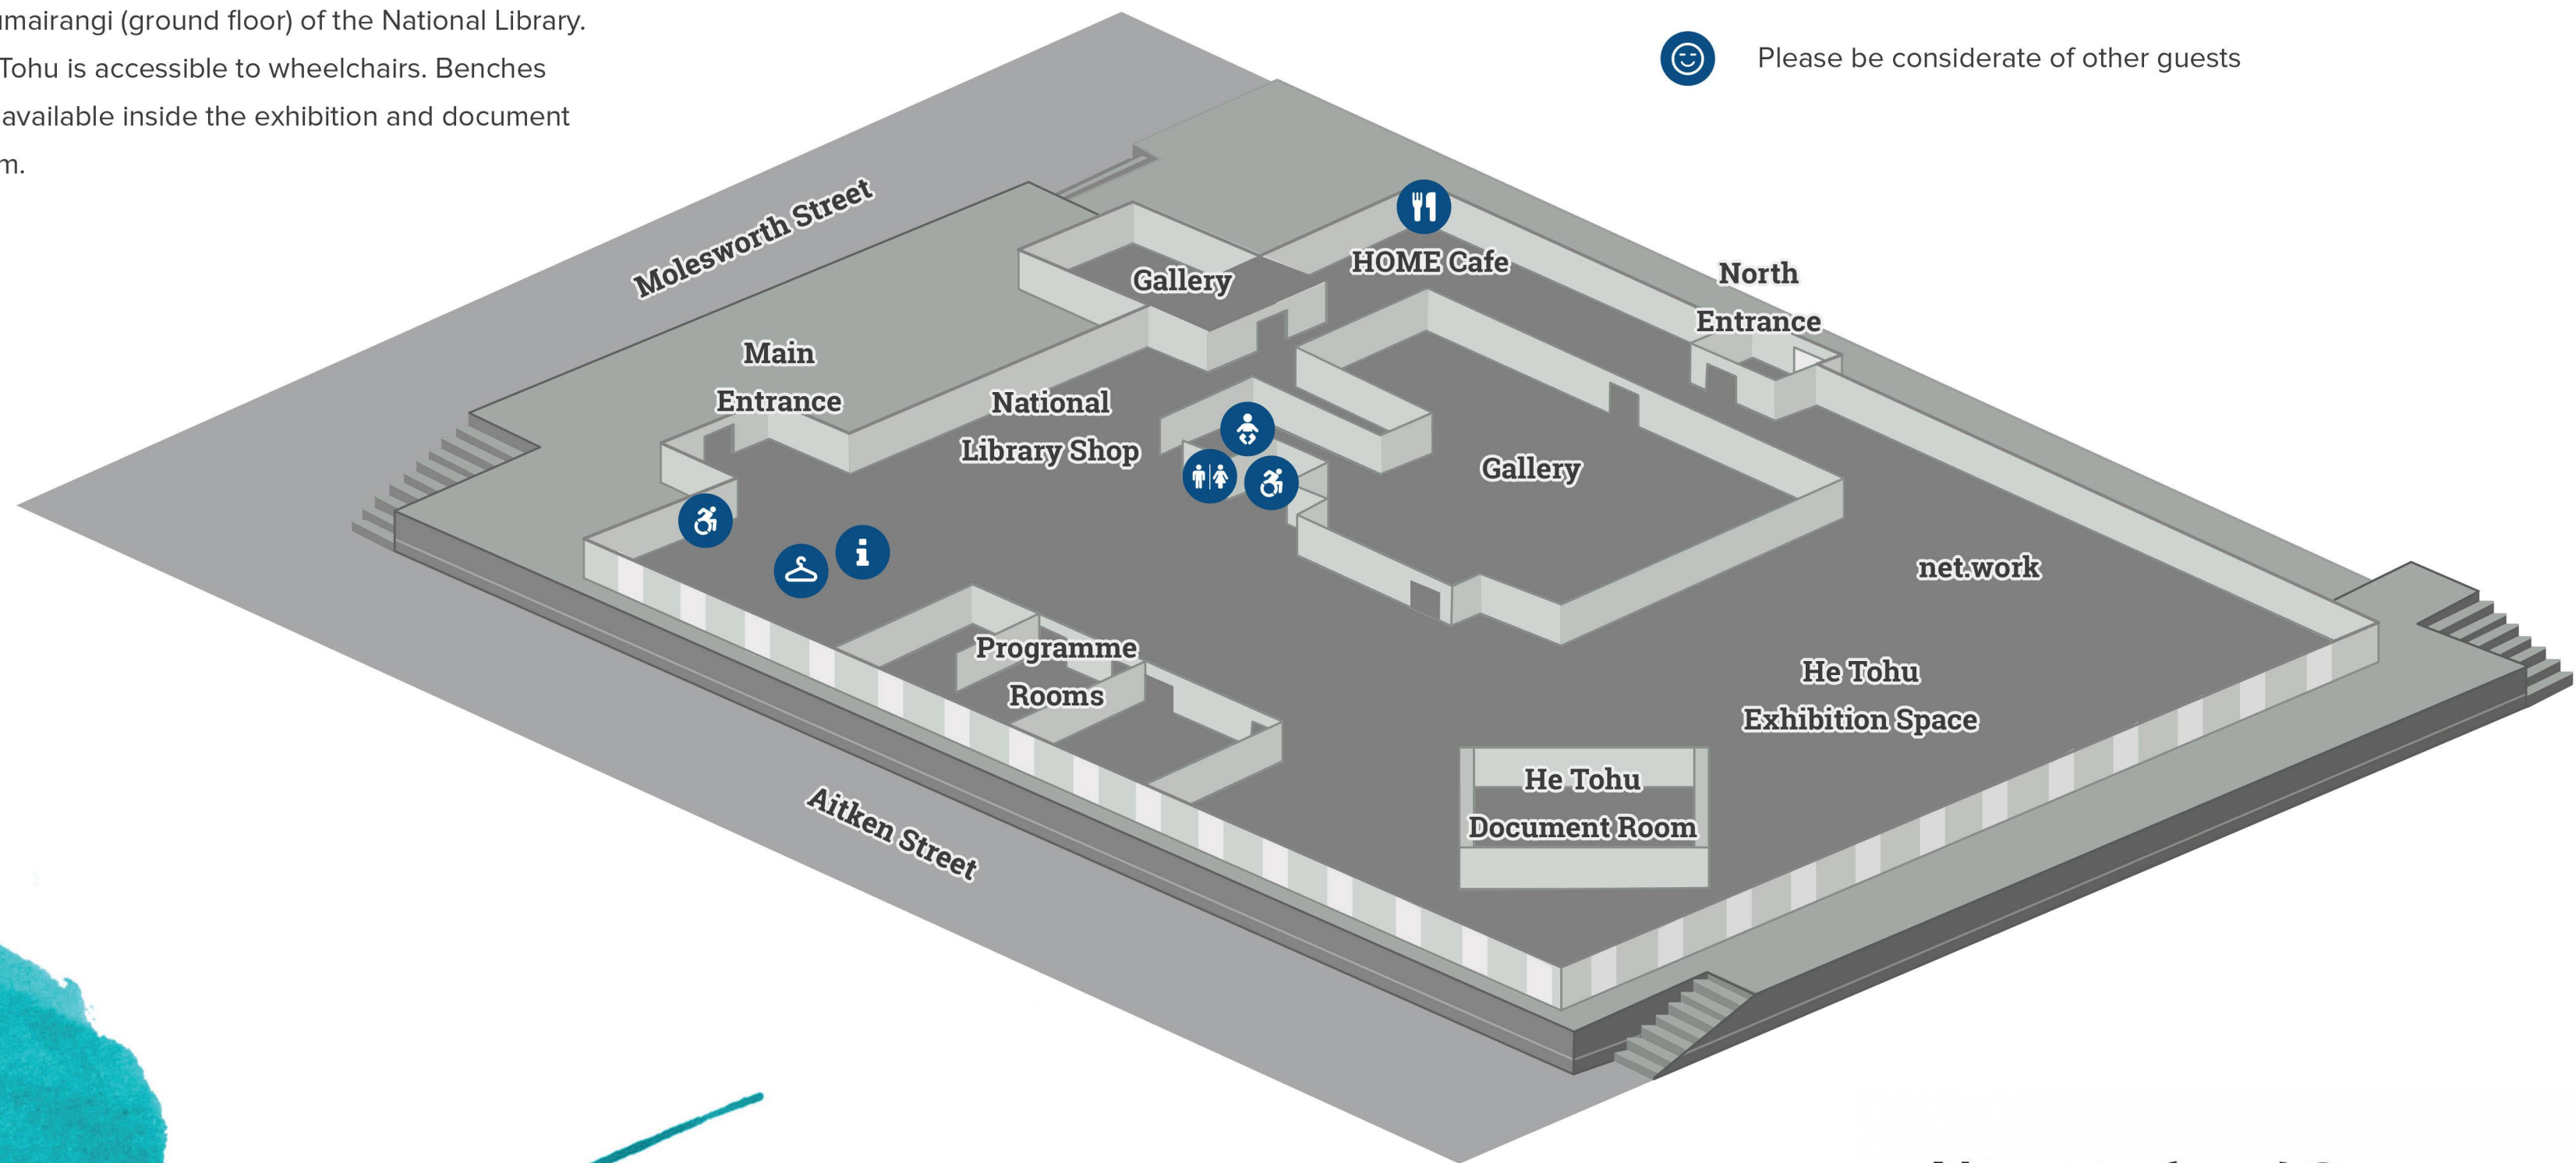 umairangi (ground floor) of the National Library.
Tohu is accessible to wheelchairs. Benches
available inside the exhibition and document
m.
Please be considerate of other guests
Molesworth Street
Gallery
HOME Cafe
North
Entrance
Main
Entrance
National
Library Shop
Gallery
net.work
Programme
Rooms
He Tohu
Exhibition Space
He Tohu
Document Room
Aitken Street